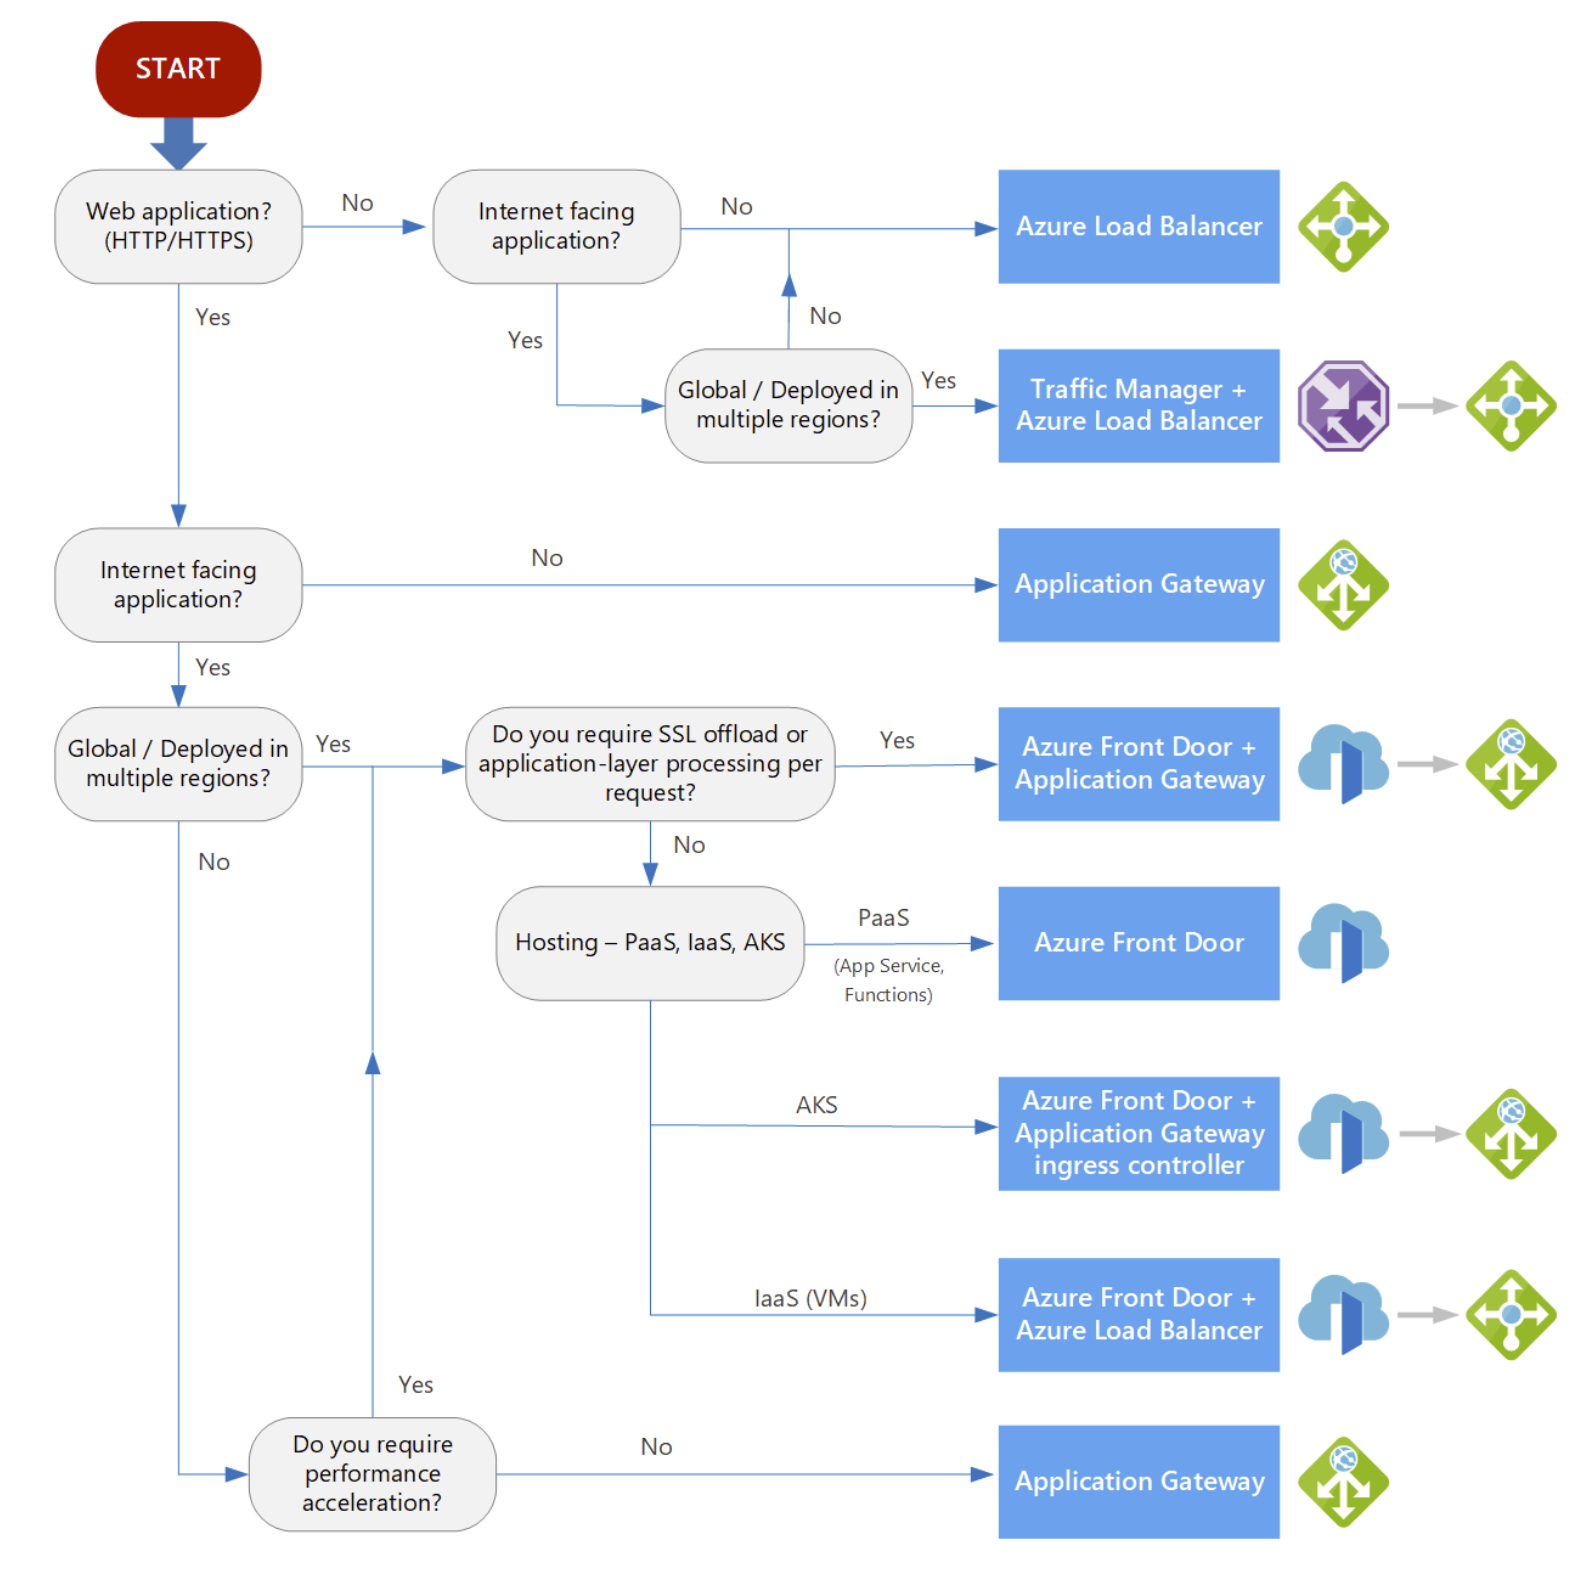 START
Web application?
(HTTP/HTTPS)
No
Internet facing
application?
No
Azure Load Balancer
Yes
Yes
No
Global / Deployed in
multiple regions?
Yes
Traffic Manager +
Azure Load Balancer
Internet facing
application?
No
Application Gateway
Yes
Global / Deployed in
multiple regions?
Yes
Do you require SSL offload or
application-layer processing per
request?
Yes
Azure Front Door +
Application Gateway
No
No
Hosting – PaaS, IaaS, AKS
PaaS
(App Service,
Functions)
Azure Front Door
AKS
Azure Front Door +
Application Gateway
ingress controller
IaaS (VMs)
Azure Front Door +
Azure Load Balancer
Yes
Do you require
performance
acceleration?
No
Application Gateway